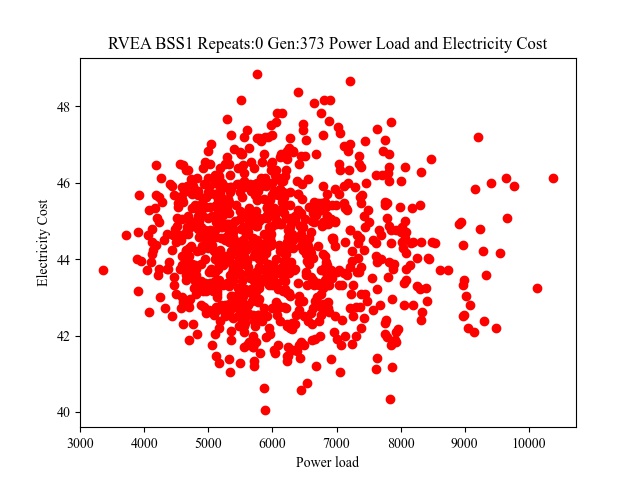 RVEA BSS1 Repeats:0 Gen:373 Power Load and Electricity Cost
48
46
44
42
40
Electricity Cost
3000 4000 5000 6000 7000 8000 9000 10000
Power load